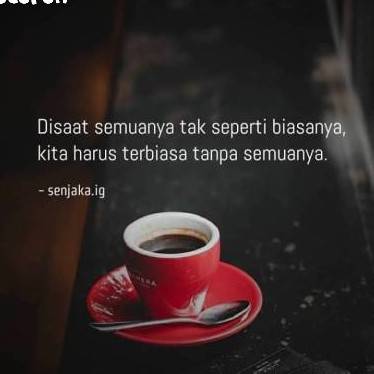 Disaat semuanya tak seperti biasanya,
kita harus terbiasa tanpa semuanya.
- senjaka.ig